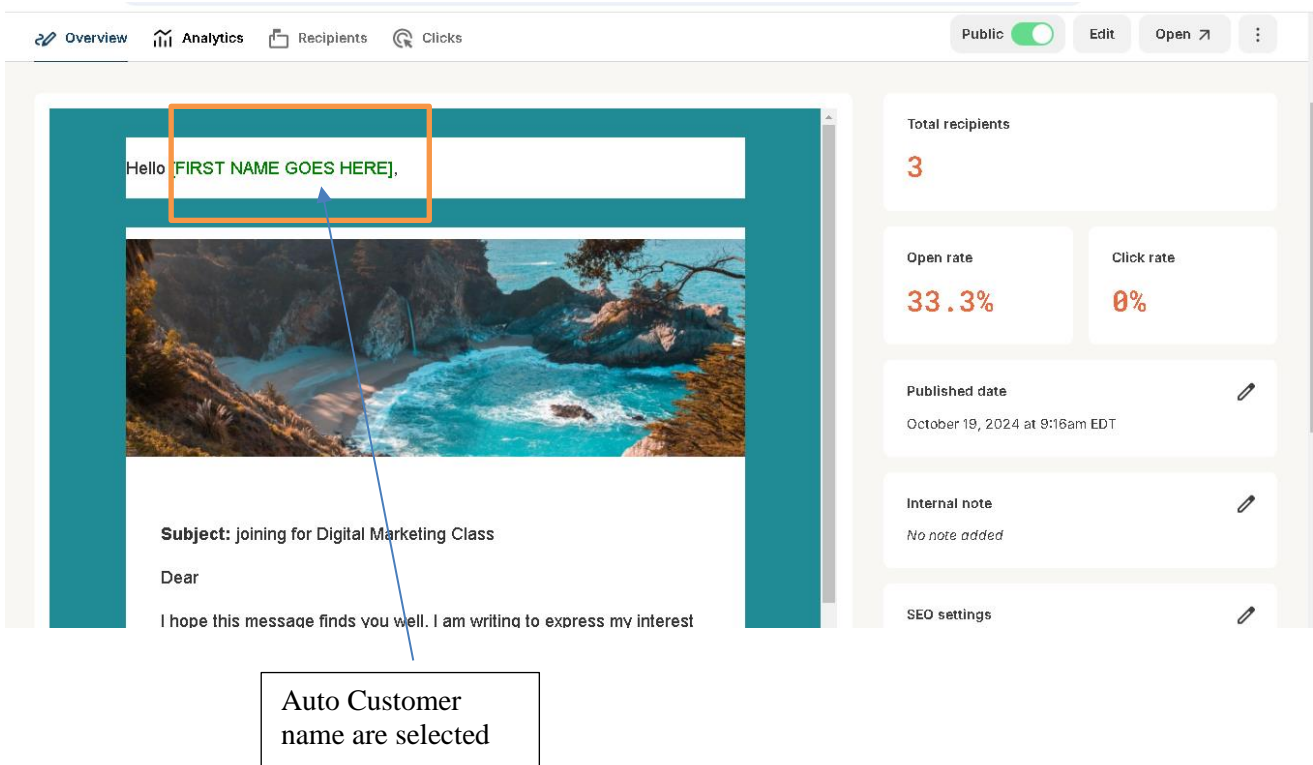 Overview Analytics Recipients Clicks Public Edit Open
Hello [FIRST NAME GOES HERE],
Total recipients
3
Open rate Click rate
33.3% 0%
Published date
October 19, 2024 at 9:16am EDT
Internal note
No note added
SEO settings
Subject: joining for Digital Marketing Class
Dear
I hope this message finds you well. I am writing to express my interest
Auto Customer
name are selected